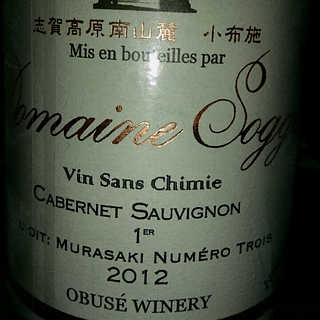 志賀高原南山麓 小布施
Mis en bouteilles par
Domaine Sogg
Vin Sans Chimie
CABERNET SAUVIGNON
1ER
-DIT: MURASAKI NUMÉRO TROIS
2012
OBUSÉ WINERY